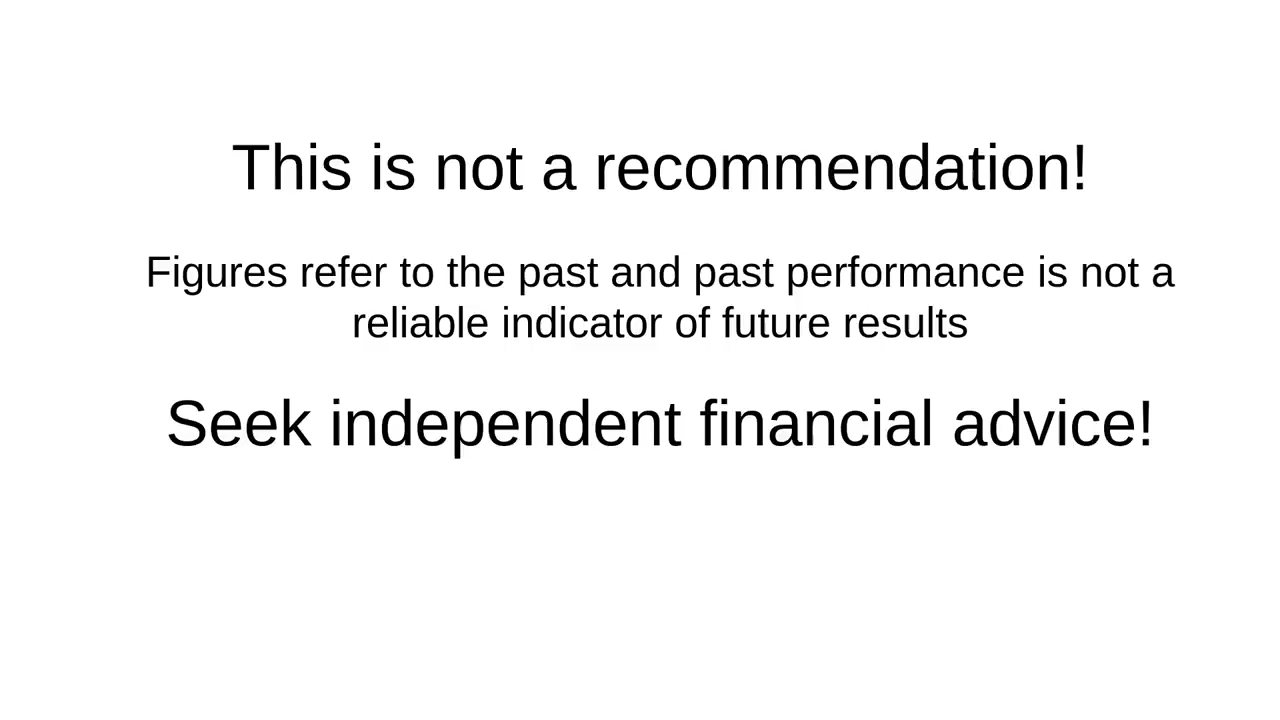 This is not a recommendation!
Figures refer to the past and past performance is not a
reliable indicator of future results
Seek independent financial advice!